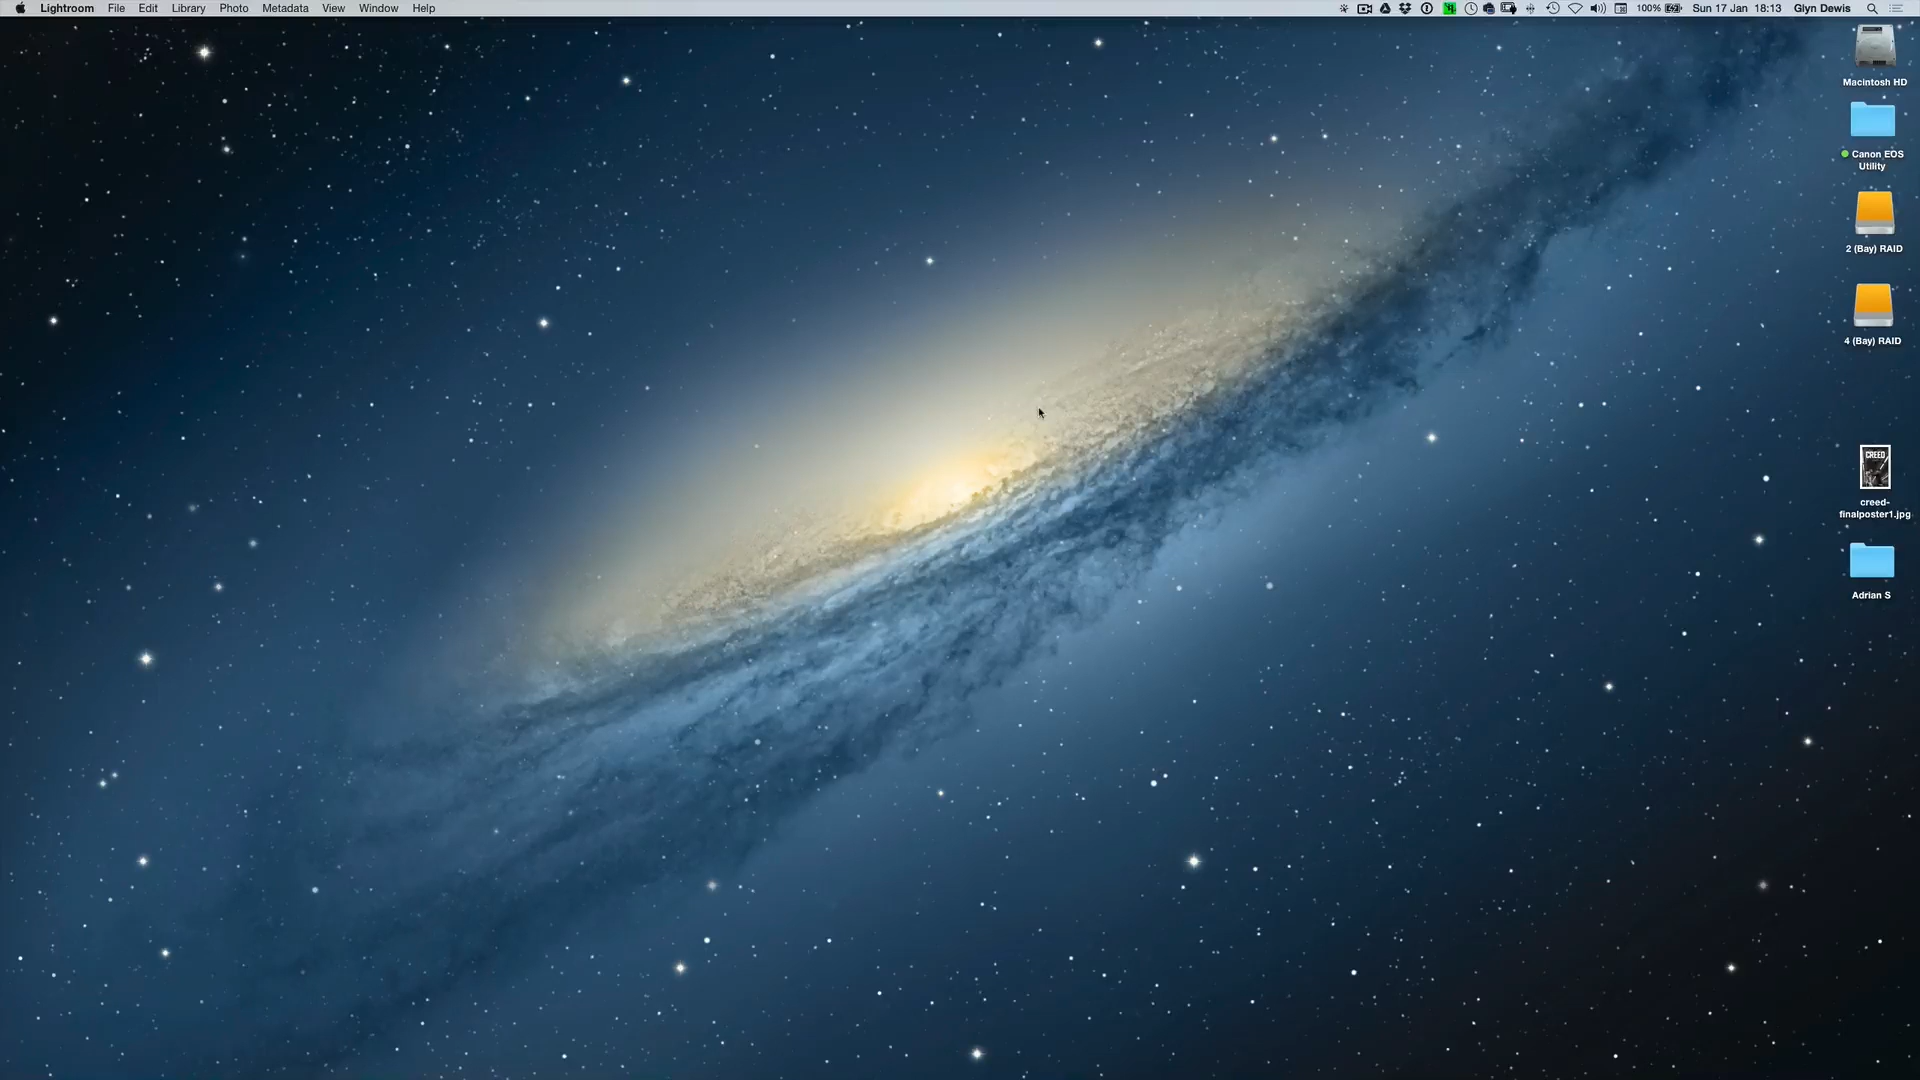 Lightroom File Edit Library Photo Metadata View Window Help 100% Sun 17 Jan 18:13 Glyn Dewis
Macintosh HD
Canon EOS
Utility
2 (Bay) RAID
4 (Bay) RAID
CREED
creed-
finalposter1.jpg
Adrian S